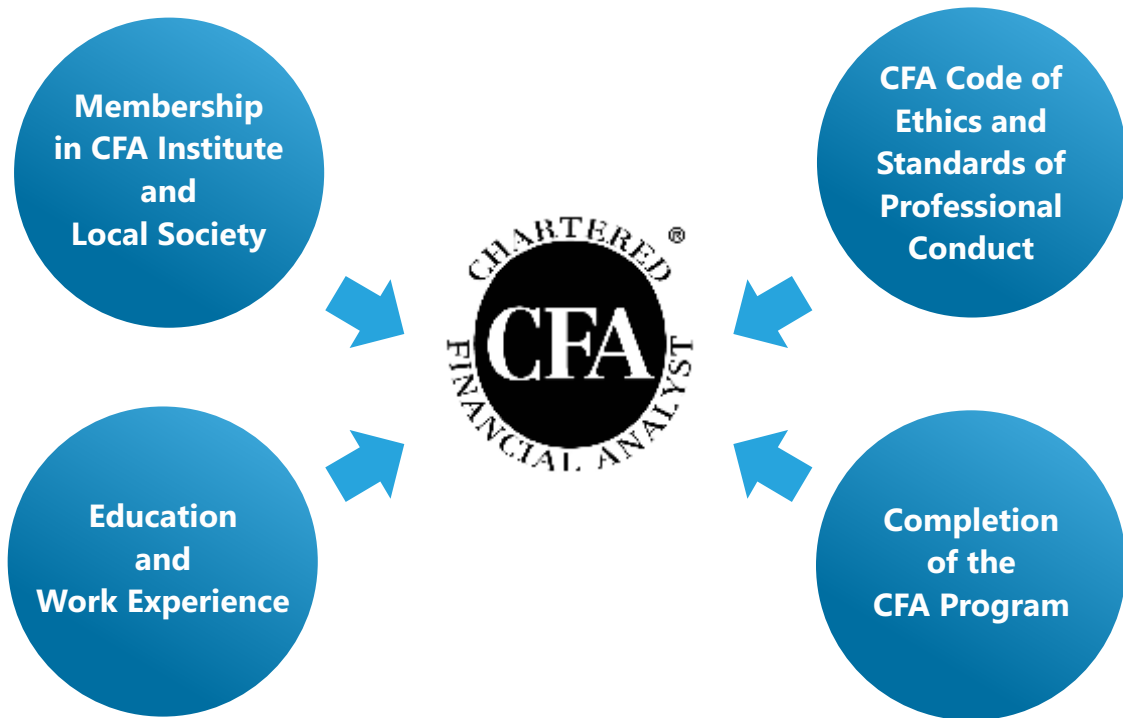 Membership
in CFA Institute
and
Local Society
CFA Code of
Ethics and
Standards of
Professional
Conduct
CHARTERED ®
CFA
FINANCIAL ANALYST
Education
and
Work Experience
Completion
of the
CFA Program